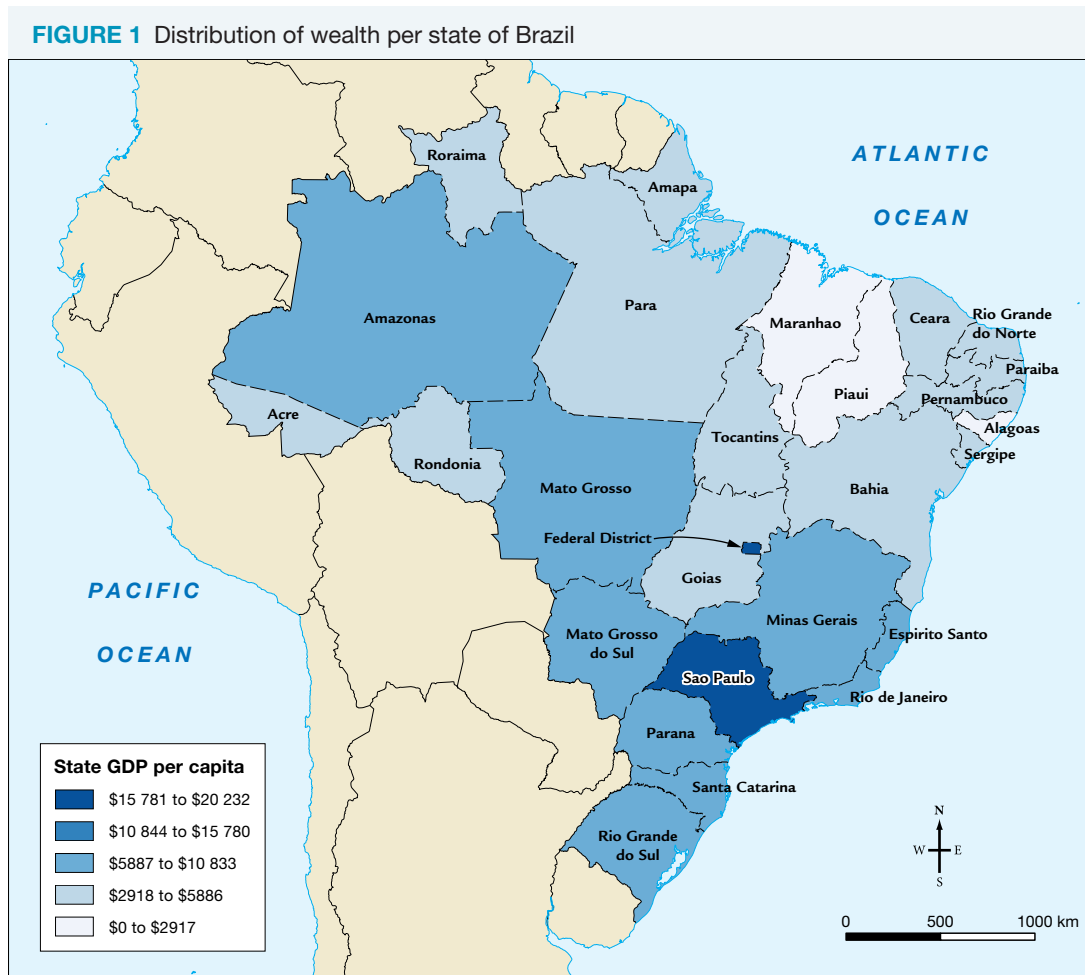 FIGURE 1 Distribution of wealth per state of Brazil
Roraima
Amapa
ATLANTIC
OCEAN
Amazonas
Para
Maranhao
Ceara
Rio Grande
do Norte
Paraiba
Piaui
Pernambuco
Alagoas
Sergipe
Acre
Rondonia
Tocantins
Bahia
Mato Grosso
Federal District
Goias
PACIFIC
OCEAN
Mato Grosso
do Sul
Minas Gerais
Espirito Santo
Sao Paulo
Rio de Janeiro
Parana
Santa Catarina
Rio Grande
do Sul
State GDP per capita
$15 781 to $20 232
$10 844 to $15 780
$5887 to $10 833
$2918 to $5886
$0 to $2917
N
W E
S
0 500 1000 km